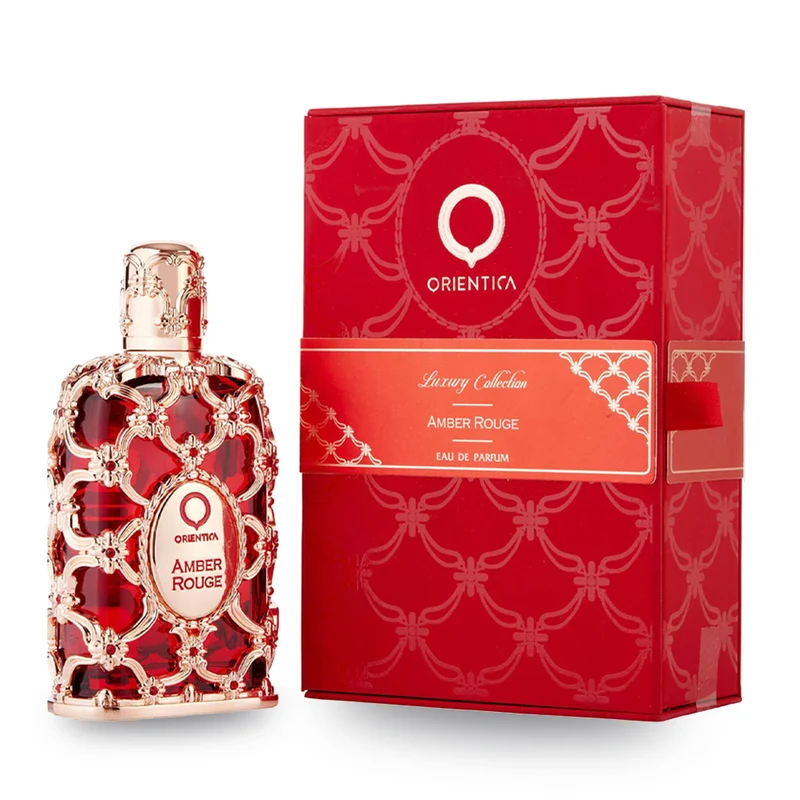 ORIENTICA
AMBER
ROUGE
ORIENTICA
Luxury Collection
AMBER ROUGE
EAU DE PARFUM